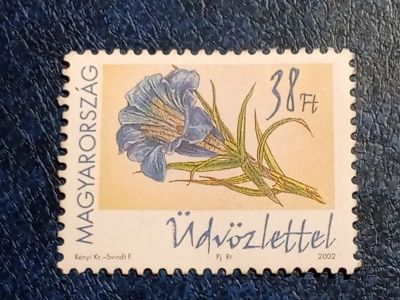 MAGYARORSZÁG
38 Ft
Üdvözlettel
Rényi Kr.–Svindt F.
Pj. Rt.
2002